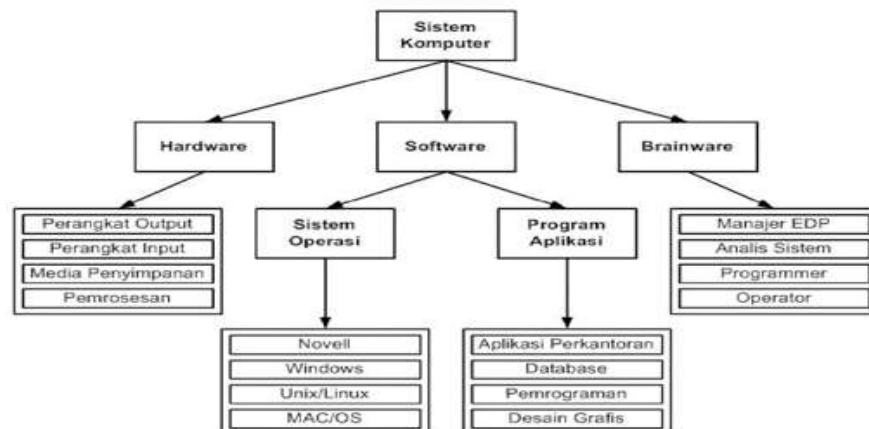 Sistem
Komputer
Hardware
Software
Brainware
Perangkat Output
Perangkat Input
Media Penyimpanan
Pemrosesan
Sistem
Operasi
Program
Aplikasi
Manajer EDP
Analis Sistem
Programmer
Operator
Novell
Windows
Unix/Linux
MAC/OS
Aplikasi Perkantoran
Database
Pemrograman
Desain Grafis